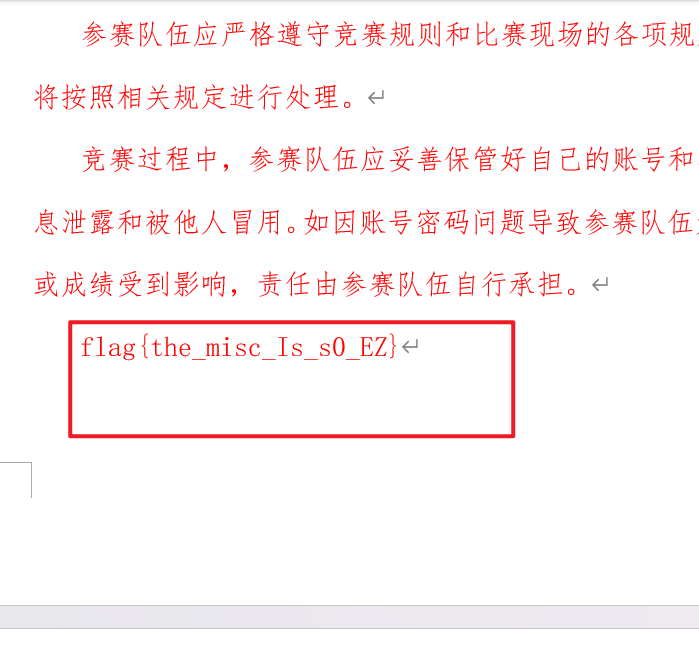 参赛队伍应严格遵守竞赛规则和比赛现场的各项规
将按照相关规定进行处理。
竞赛过程中，参赛队伍应妥善保管好自己的账号和
息泄露和被他人冒用。如因账号密码问题导致参赛队伍
或成绩受到影响，责任由参赛队伍自行承担。
flag{the_misc_Is_s0_EZ}